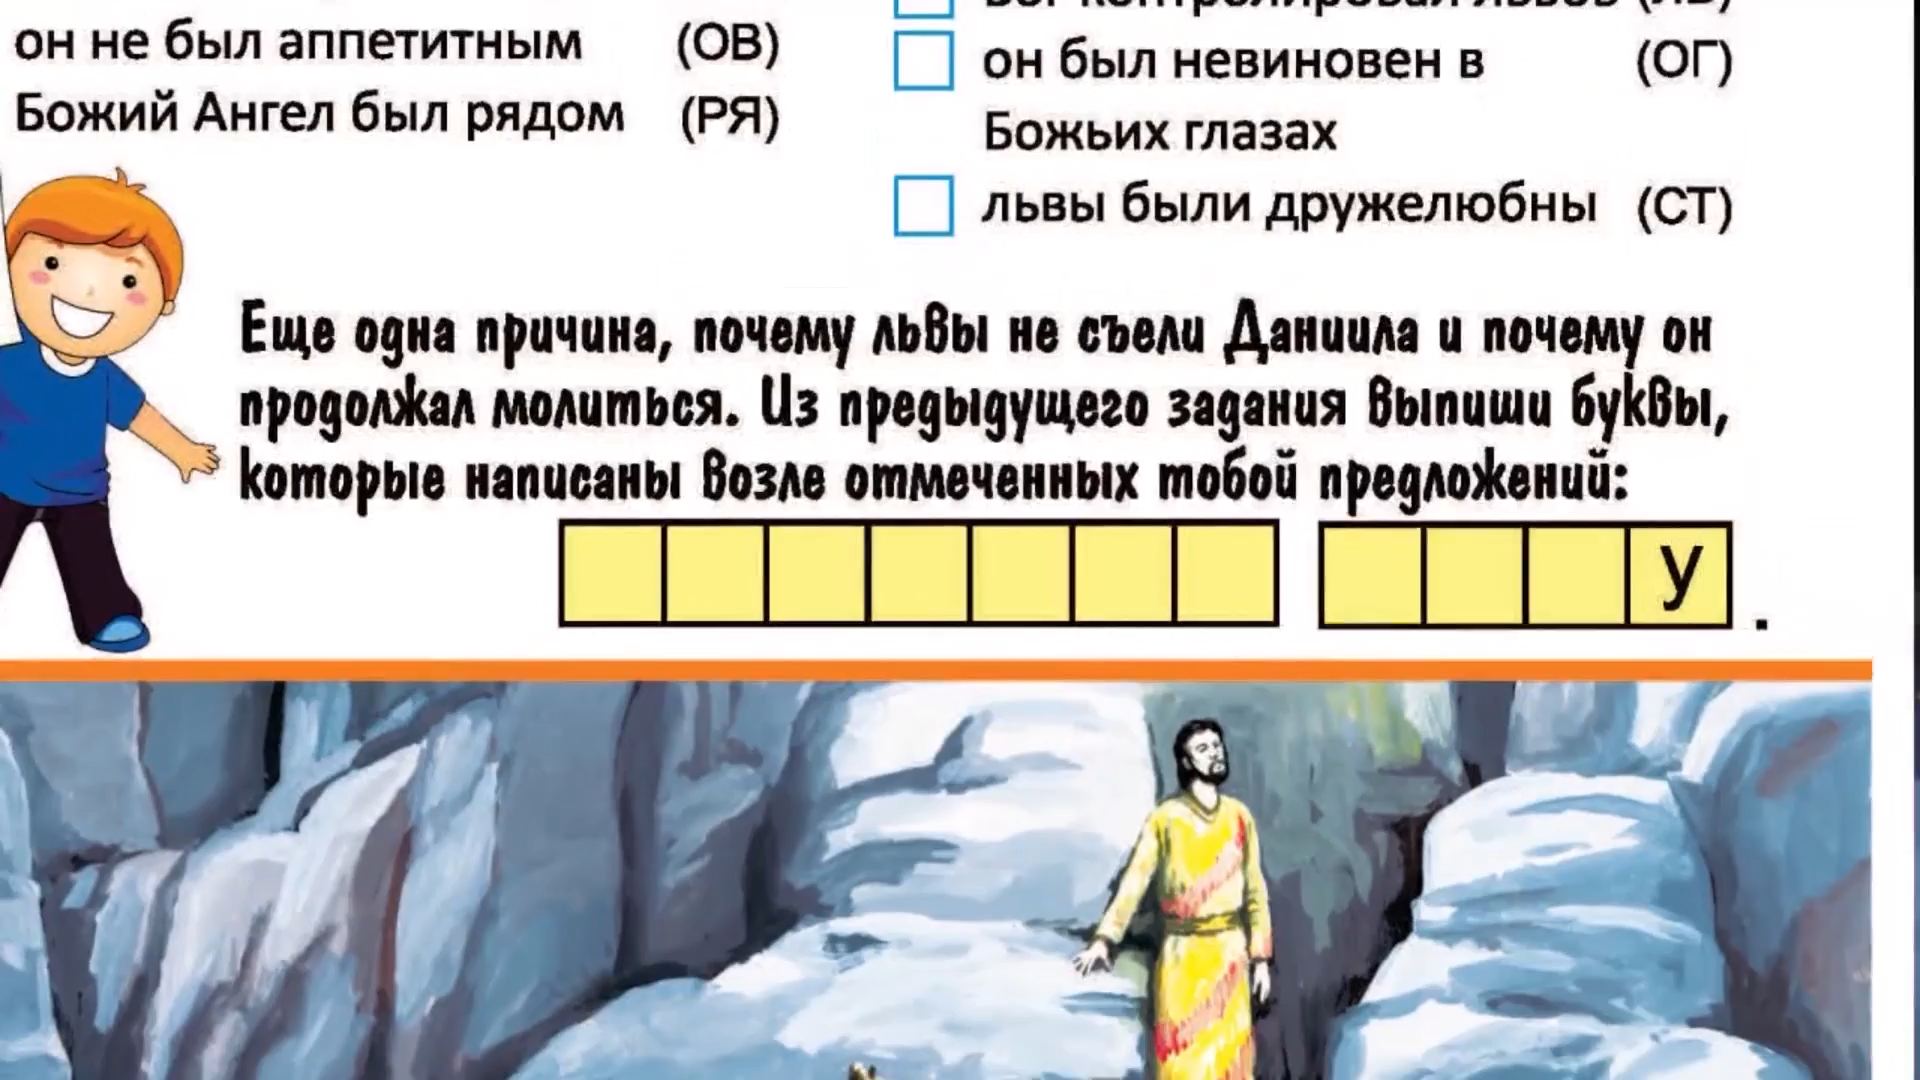 он не был аппетитным (ОВ)
Божий Ангел был рядом (РЯ)
он был невиновен в (ОГ)
Божьих глазах
львы были дружелюбны (СТ)
Еще одна причина, почему львы не съели Даниила и почему он
продолжал молиться. Из предыдущего задания выпиши буквы,
которые написаны возле отмеченных тобой предложений:
У .